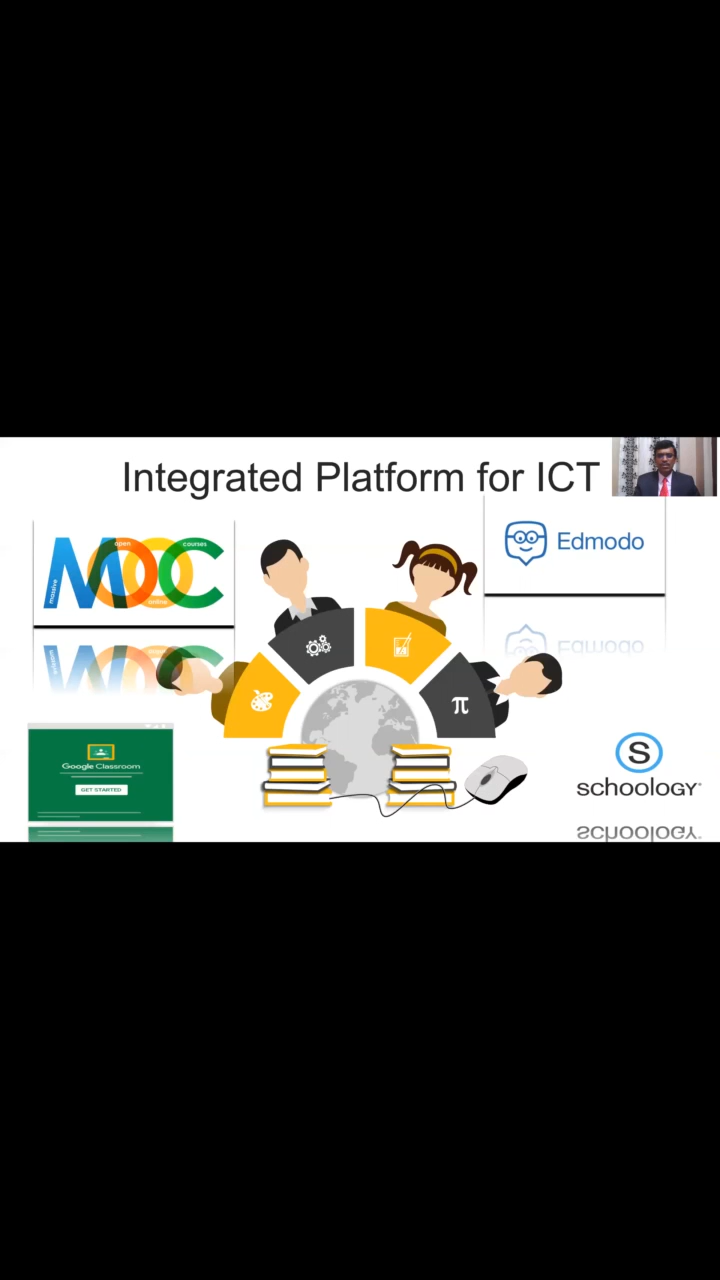 Integrated Platform for ICT
MOOC
massive
open
online
courses
Edmodo
π
Google Classroom
GET STARTED
S
schoology